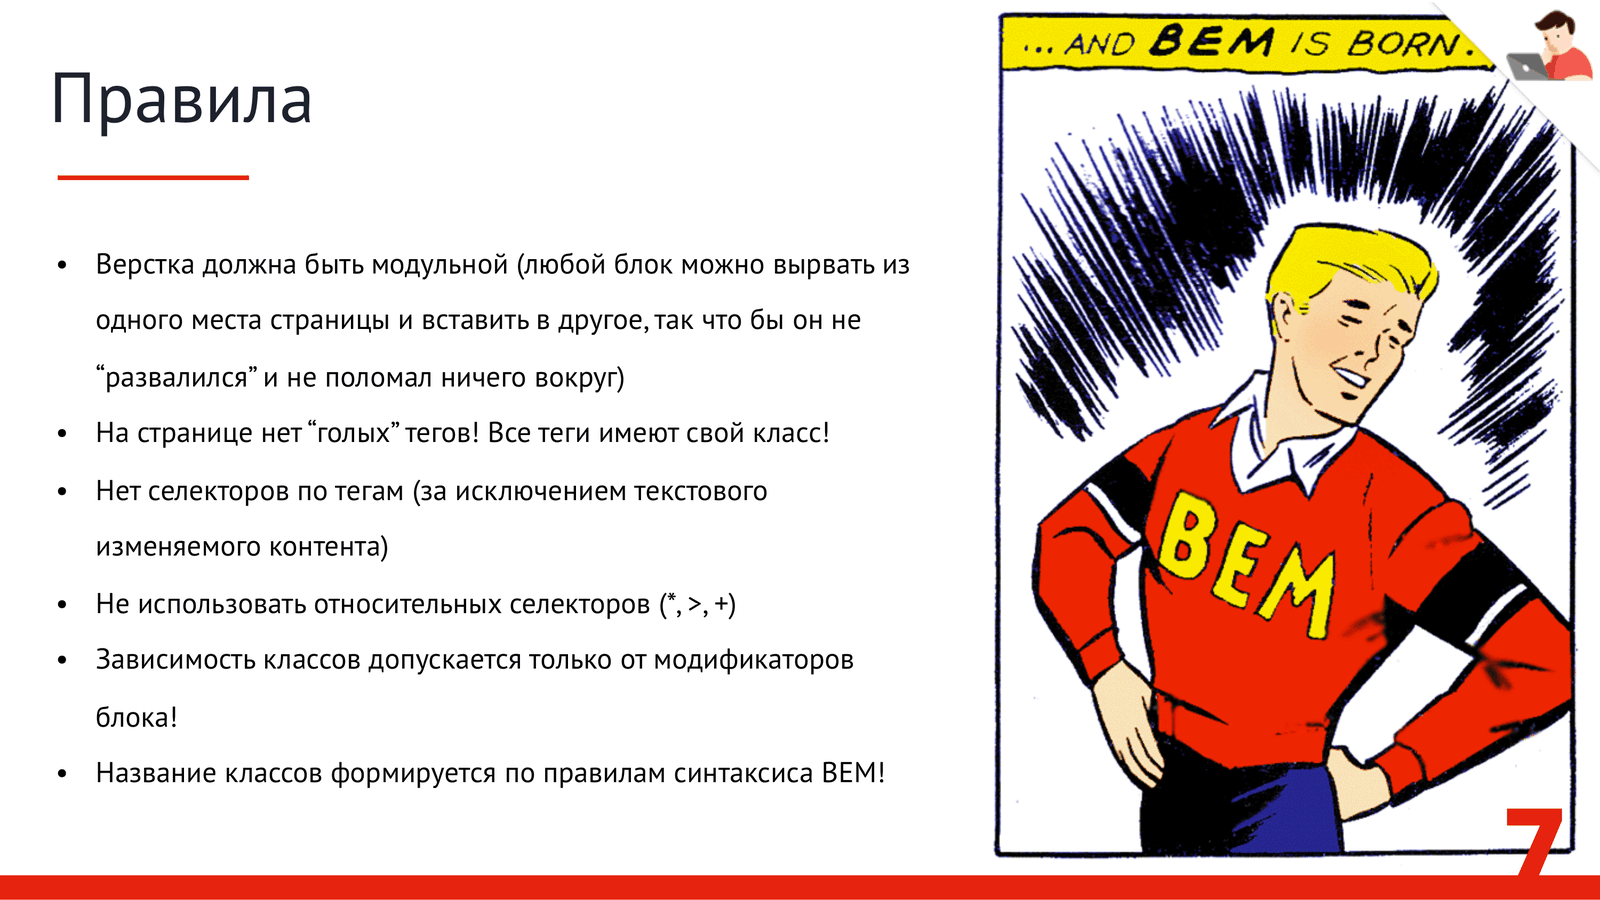 Правила
... AND BEM IS BORN.
• Верстка должна быть модульной (любой блок можно вырвать из
одного места страницы и вставить в другое, так что бы он не
“развалился” и не поломал ничего вокруг)
• На странице нет “голых” тегов! Все теги имеют свой класс!
• Нет селекторов по тегам (за исключением текстового
изменяемого контента)
• Не использовать относительных селекторов (*, >, +)
• Зависимость классов допускается только от модификаторов
блока!
• Название классов формируется по правилам синтаксиса BEM!
BEM
7